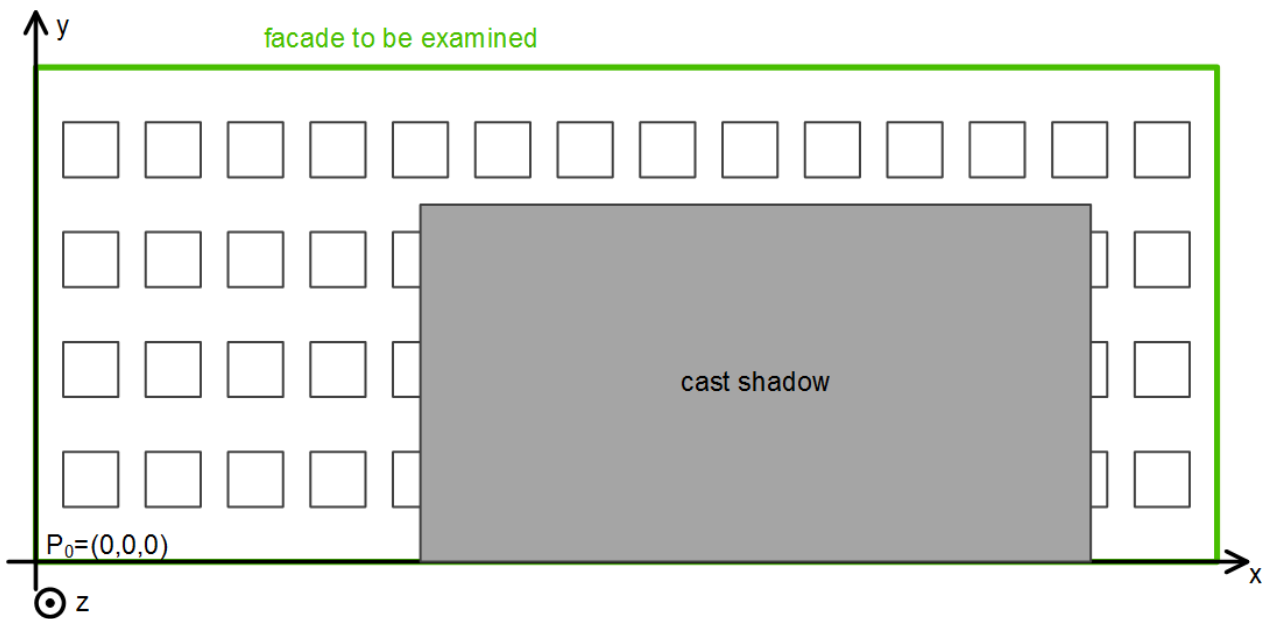 y
facade to be examined
cast shadow
P₀=(0,0,0)
x
z